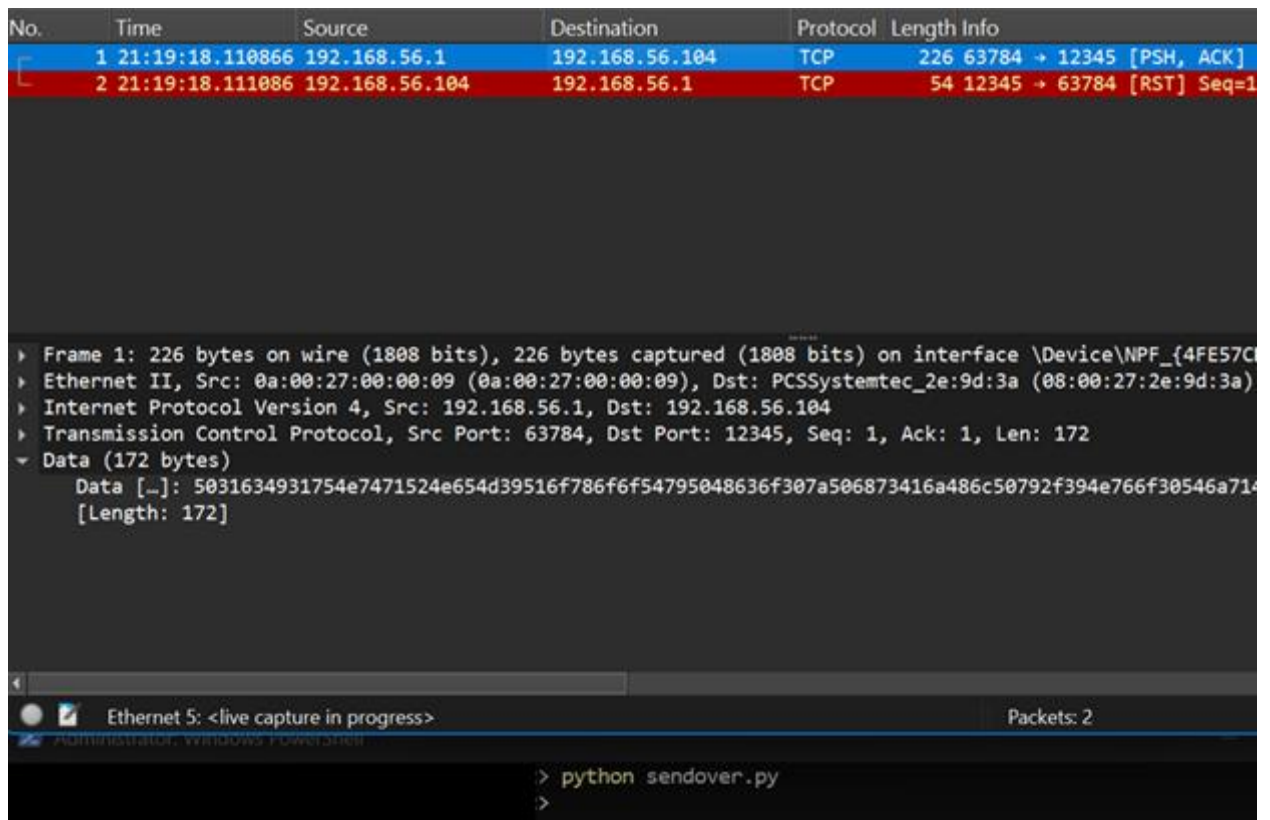 No. Time Source Destination Protocol Length Info
1 21:19:18.110866 192.168.56.1 192.168.56.104 TCP 226 63784 → 12345 [PSH, ACK]
2 21:19:18.111086 192.168.56.104 192.168.56.1 TCP 54 12345 → 63784 [RST] Seq=1
Frame 1: 226 bytes on wire (1808 bits), 226 bytes captured (1808 bits) on interface \Device\NPF_{4FE57C
Ethernet II, Src: 0a:00:27:00:00:09 (0a:00:27:00:00:09), Dst: PCSSystemtec_2e:9d:3a (08:00:27:2e:9d:3a)
Internet Protocol Version 4, Src: 192.168.56.1, Dst: 192.168.56.104
Transmission Control Protocol, Src Port: 63784, Dst Port: 12345, Seq: 1, Ack: 1, Len: 172
Data (172 bytes)
Data […]: 5031634931754e7471524e654d39516f786f6f54795048636f307a506873416a486c50792f394e766f30546a714
[Length: 172]
Ethernet 5: <live capture in progress> Packets: 2
Administrator: Windows PowerShell
> python sendover.py
>